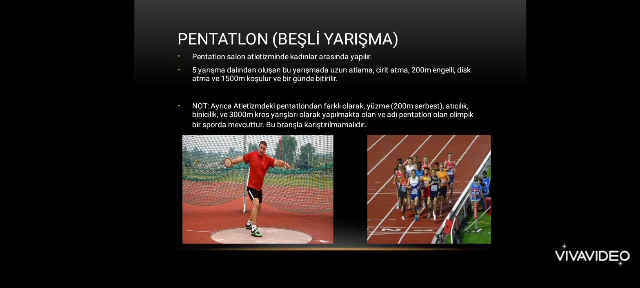 PENTATLON (BEŞLİ YARIŞMA)
• Pentatlon salon atletizminde kadınlar arasında yapılır.
• 5 yarışma dalından oluşan bu yarışmada uzun atlama, cirit atma, 200m engelli, disk
atma ve 1500m koşulur ve bir günde bitirilir.
• NOT: Ayrıca Atletizmdeki pentatlondan farklı olarak, yüzme (200m serbest), atıcılık,
binicilik, ve 3000m kros yarışları olarak yapılmakta olan ve adı pentatlon olan olimpik
bir sporda mevcuttur. Bu branşla karıştırılmamalıdır.
VIVAVIDEO